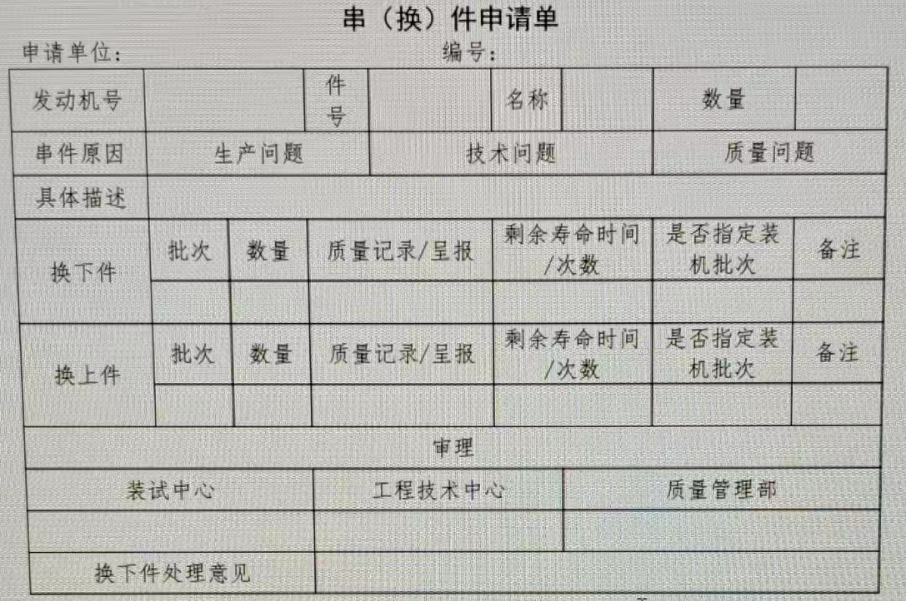 串（换）件申请单
申请单位：  编号：
发动机号 件号 名称 数量
串件原因 生产问题 技术问题 质量问题
具体描述
换下件 批次 数量 质量记录/呈报 剩余寿命时间/次数 是否指定装机批次 备注
换上件 批次 数量 质量记录/呈报 剩余寿命时间/次数 是否指定装机批次 备注
审理
装试中心 工程技术中心 质量管理部
换下件处理意见